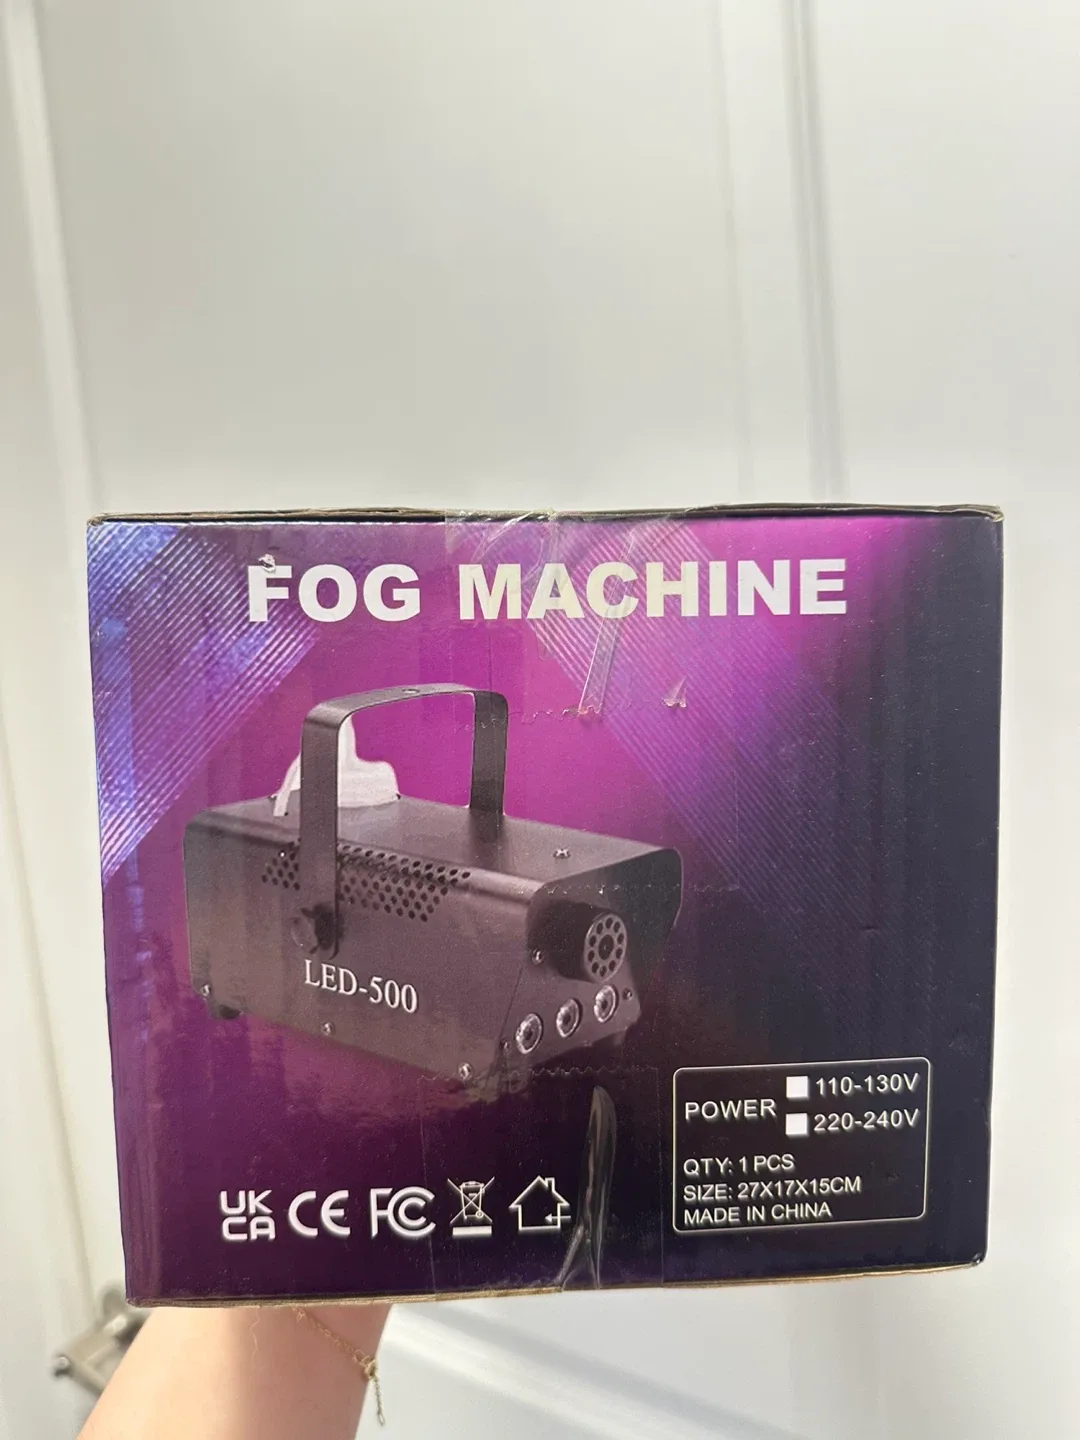 FOG MACHINE
LED-500
POWER
110-130V
220-240V
QTY: 1 PCS
SIZE: 27X17X15CM
MADE IN CHINA
UK
CA CE FC